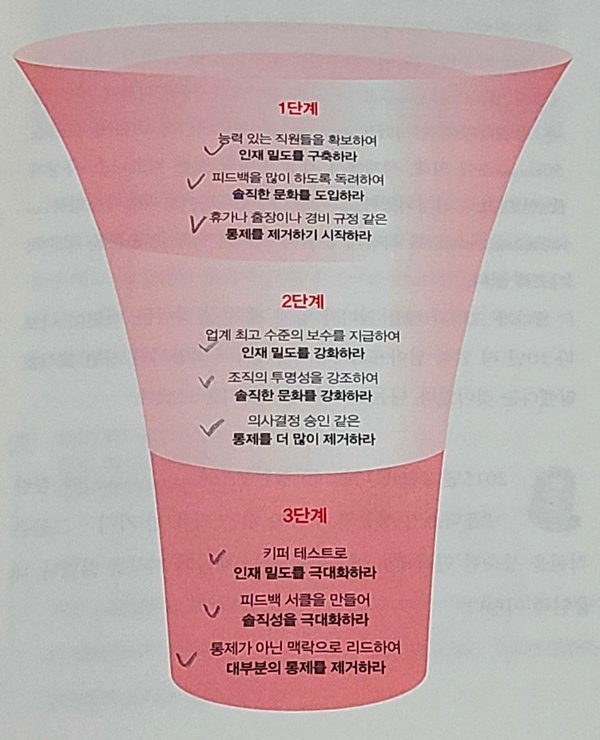 1단계
능력 있는 직원들을 확보하여
인재 밀도를 구축하라
피드백을 많이 하도록 독려하여
솔직한 문화를 도입하라
휴가나 출장이나 경비 규정 같은
통제를 제거하기 시작하라
2단계
업계 최고 수준의 보수를 지급하여
인재 밀도를 강화하라
조직의 투명성을 강조하여
솔직한 문화를 강화하라
의사결정 승인 같은
통제를 더 많이 제거하라
3단계
키퍼 테스트로
인재 밀도를 극대화하라
피드백 서클을 만들어
솔직성을 극대화하라
통제가 아닌 맥락으로 리드하여
대부분의 통제를 제거하라